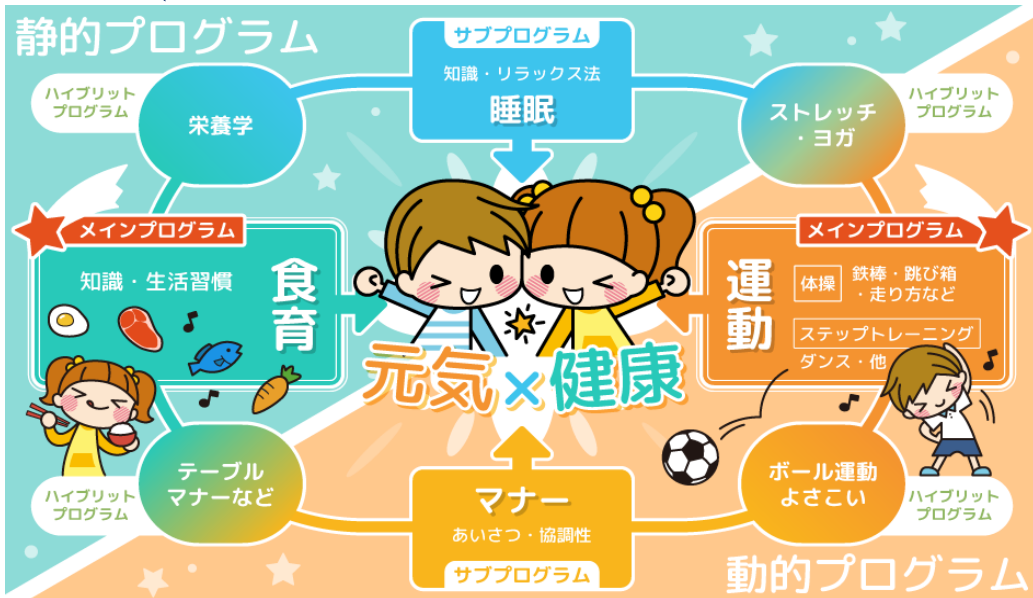 静的プログラム
サブプログラム
知識・リラックス法
睡眠
ハイブリット
プログラム
栄養学
ストレッチ
・ヨガ
ハイブリット
プログラム
メインプログラム
知識・生活習慣
食育
メインプログラム
運動
体操
鉄棒・跳び箱
・走り方など
ステップトレーニング
ダンス・他
元気×健康
テーブル
マナーなど
ハイブリット
プログラム
マナー
あいさつ・協調性
サブプログラム
ボール運動
よさこい
ハイブリット
プログラム
動的プログラム